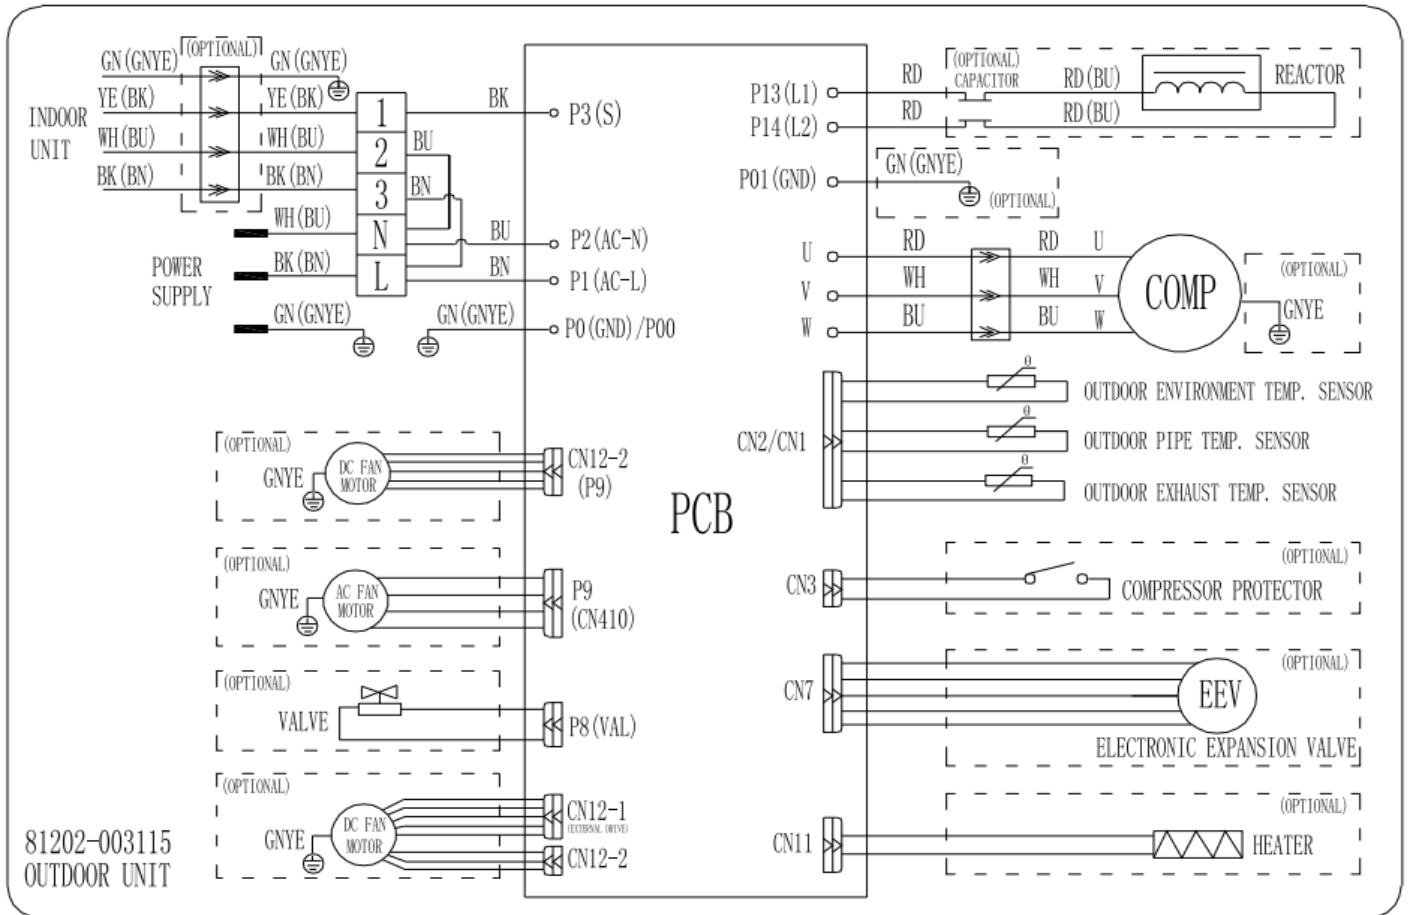 (OPTIONAL)
GN(GNYE)
GN(GNYE)
YE(BK)
YE(BK)
INDOOR
UNIT
WH(BU)
WH(BU)
BK(BN)
BK(BN)
1
2
3
N
L
BK
BU
BN
P3(S)
WH(BU)
BU
P2(AC-N)
POWER
SUPPLY
BK(BN)
BN
P1(AC-L)
GN(GNYE)
GN(GNYE)
P0(GND)/P00
(OPTIONAL)
GNYE
DC FAN
MOTOR
CN12-2
(P9)
(OPTIONAL)
GNYE
AC FAN
MOTOR
P9
(CN410)
(OPTIONAL)
VALVE
P8(VAL)
(OPTIONAL)
GNYE
DC FAN
MOTOR
CN12-1
(EXTERNAL DRIVE)
CN12-2
81202-003115
OUTDOOR UNIT
PCB
P13(L1)
RD
(OPTIONAL)
CAPACITOR
RD(BU)
REACTOR
P14(L2)
RD
RD(BU)
P01(GND)
GN(GNYE)
(OPTIONAL)
U
RD
RD
U
V
WH
WH
V
W
BU
BU
W
COMP
(OPTIONAL)
GNYE
CN2/CN1
θ
OUTDOOR ENVIRONMENT TEMP. SENSOR
θ
OUTDOOR PIPE TEMP. SENSOR
θ
OUTDOOR EXHAUST TEMP. SENSOR
CN3
(OPTIONAL)
COMPRESSOR PROTECTOR
CN7
(OPTIONAL)
EEV
ELECTRONIC EXPANSION VALVE
CN11
(OPTIONAL)
HEATER